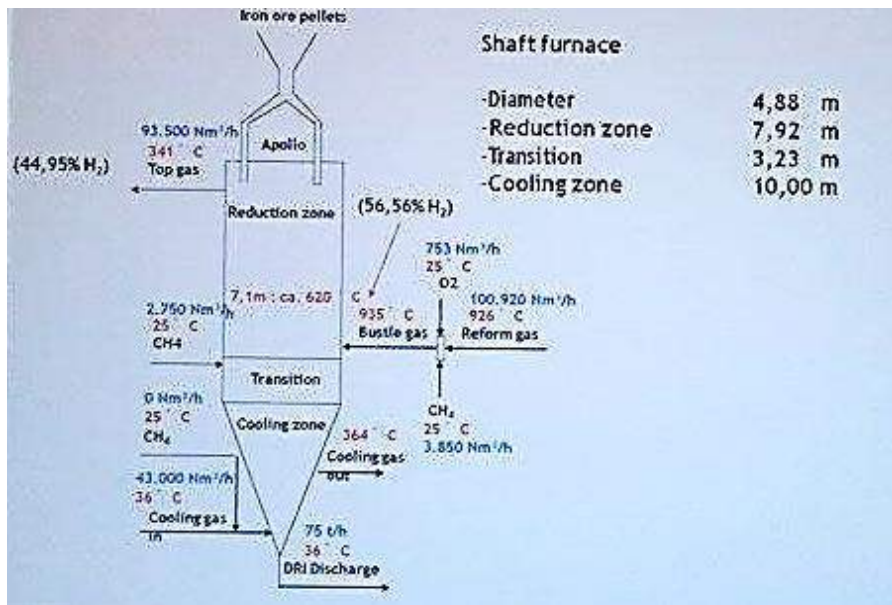 Iron ore pellets
Shaft furnace
-Diameter 4,88 m
-Reduction zone 7,92 m
-Transition 3,23 m
-Cooling zone 10,00 m
93.500 Nm³/h
341° C
Top gas
(44,95% H₂)
Apollo
Reduction zone
(56,56% H₂)
753 Nm³/h
25° C
O2
7,1m : ca. 620 C
2.750 Nm³/h
25° C
CH4
935° C
Bustle gas
100.920 Nm³/h
926° C
Reform gas
Transition
0 Nm³/h
25° C
CH₄
Cooling zone
CH₄
25° C
3.850 Nm³/h
364° C
Cooling gas
out
43.000 Nm³/h
36° C
Cooling gas
in
75 t/h
36° C
DRI Discharge